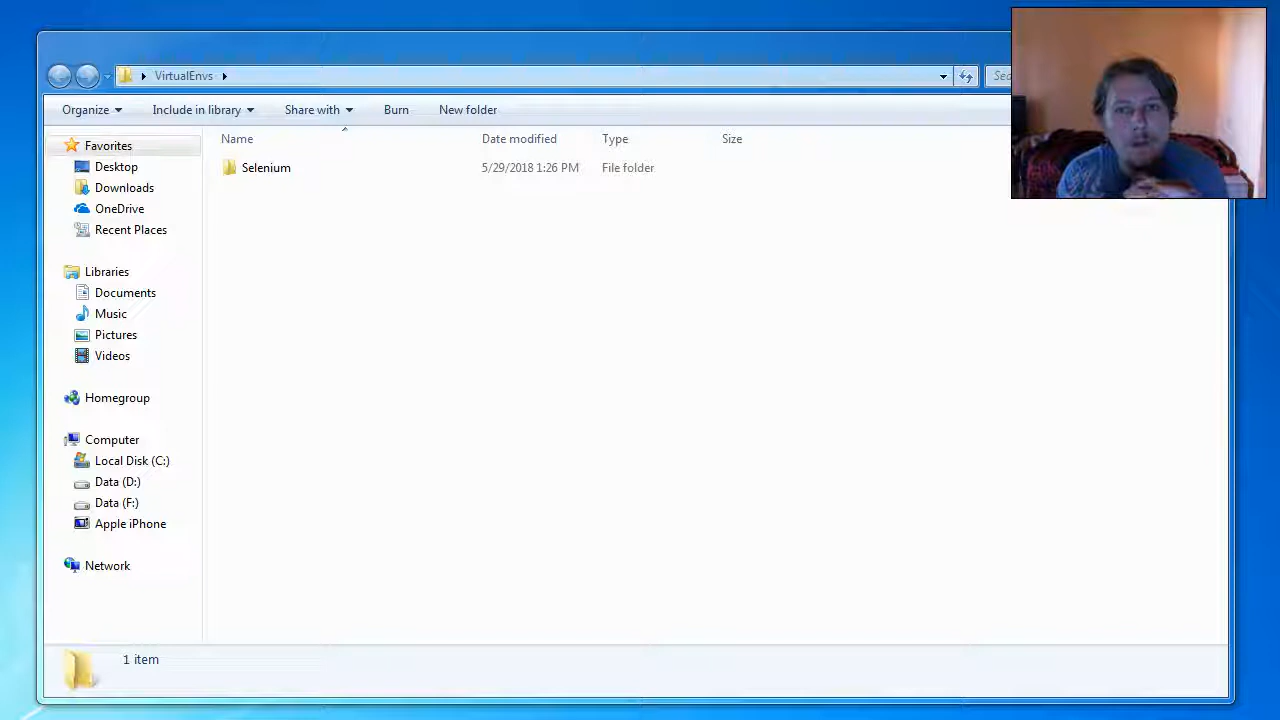 VirtualEnvs
Organize
Include in library
Share with
Burn
New folder
Name
Date modified
Type
Size
Selenium
5/29/2018 1:26 PM
File folder
Favorites
Desktop
Downloads
OneDrive
Recent Places
Libraries
Documents
Music
Pictures
Videos
Homegroup
Computer
Local Disk (C:)
Data (D:)
Data (F:)
Apple iPhone
Network
1 item